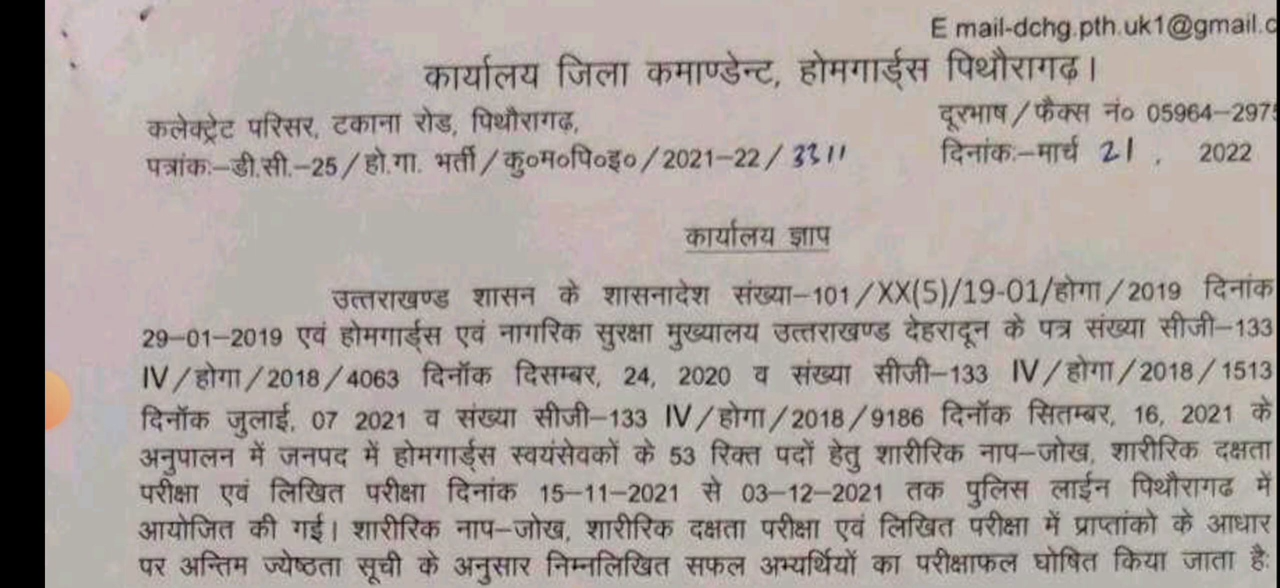 E mail-dchg.pth.uk1@gmail.c
कार्यालय जिला कमाण्डेन्ट, होमगार्ड्स पिथौरागढ़।
कलेक्ट्रेट परिसर, टकाना रोड, पिथौरागढ़,
दूरभाष/फैक्स नं० 05964-297
पत्रांकः-डी.सी.-25/हो.गा. भर्ती/कु०म०पि०इ०/2021-22/3311
दिनांकः-मार्च 21, 2022
कार्यालय ज्ञाप
उत्तराखण्ड शासन के शासनादेश संख्या-101/XX(5)/19-01/होगा/2019 दिनांक
29-01-2019 एवं होमगार्ड्स एवं नागरिक सुरक्षा मुख्यालय उत्तराखण्ड देहरादून के पत्र संख्या सीजी-133
IV/होगा/2018/4063 दिनॉक दिसम्बर, 24, 2020 व संख्या सीजी-133 IV/होगा/2018/1513
दिनॉक जुलाई, 07 2021 व संख्या सीजी-133 IV/होगा/2018/9186 दिनॉक सितम्बर, 16, 2021 के
अनुपालन में जनपद में होमगार्ड्स स्वयंसेवकों के 53 रिक्त पदों हेतु शारीरिक नाप-जोख, शारीरिक दक्षता
परीक्षा एवं लिखित परीक्षा दिनांक 15-11-2021 से 03-12-2021 तक पुलिस लाईन पिथौरागढ में
आयोजित की गई। शारीरिक नाप-जोख, शारीरिक दक्षता परीक्षा एवं लिखित परीक्षा में प्राप्तांको के आधार
पर अन्तिम ज्येष्ठता सूची के अनुसार निम्नलिखित सफल अभ्यर्थियों का परीक्षाफल घोषित किया जाता है: